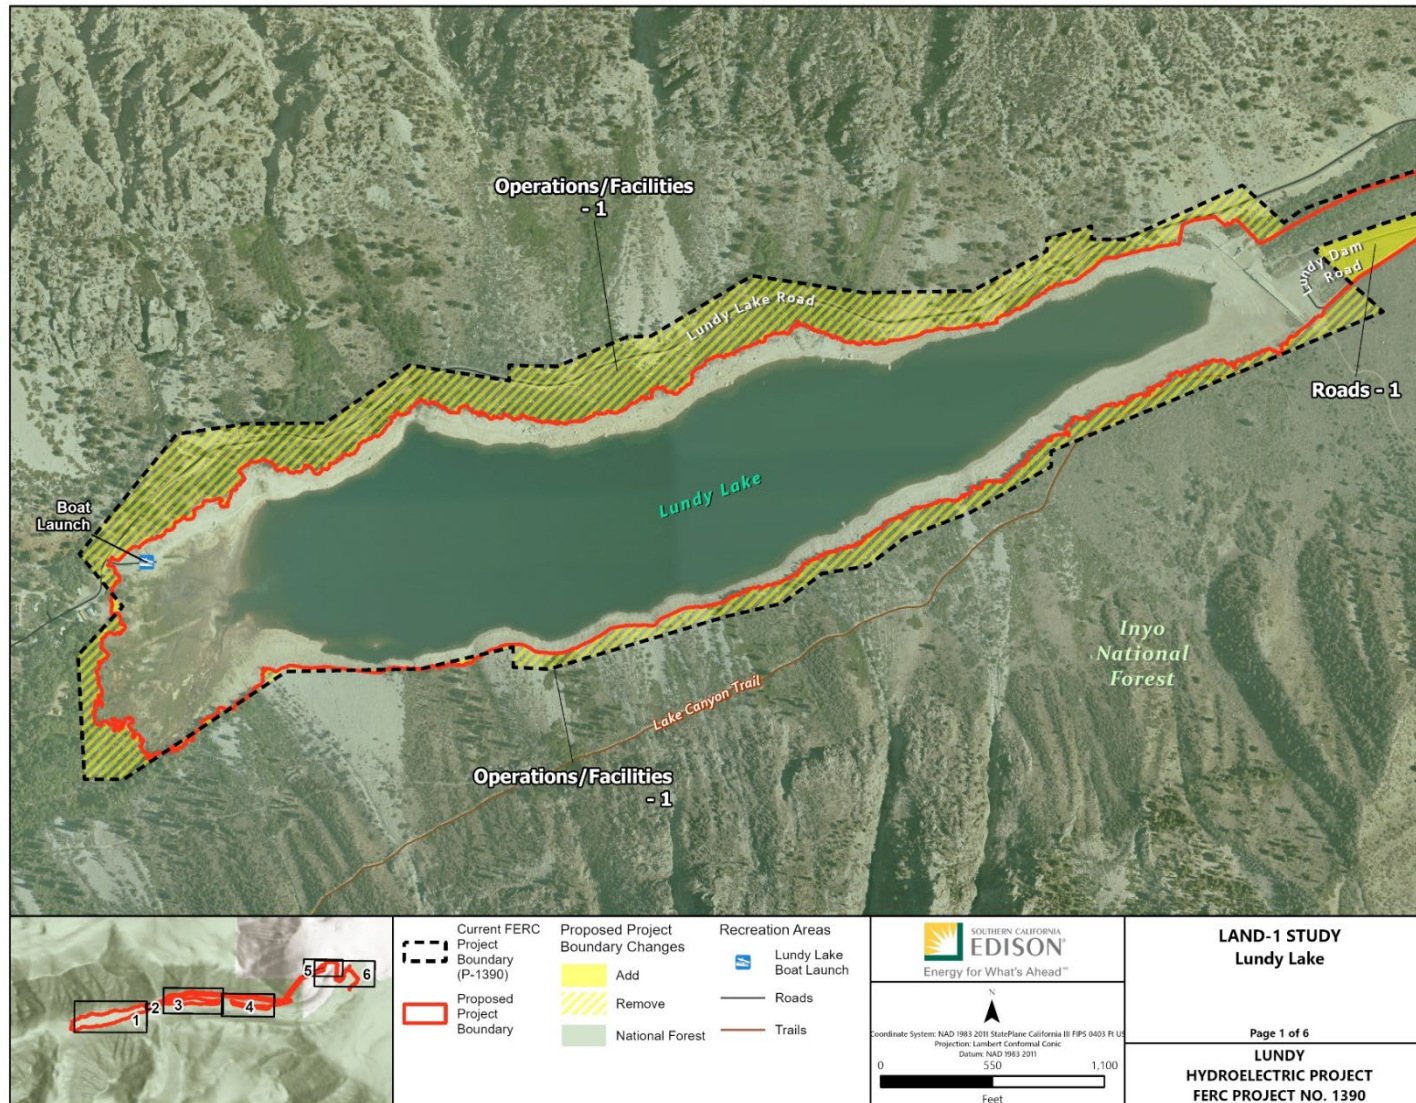 Operations/Facilities
- 1
Lundy Lake Road
Lundy Dam
Road
Roads - 1
Boat
Launch
Lundy Lake
Inyo
National
Forest
Lake Canyon Trail
Operations/Facilities
- 1
1
2
3
4
5
6
Current FERC
Project
Boundary
(P-1390)
Proposed
Project
Boundary
Proposed Project
Boundary Changes
Add
Remove
National Forest
Recreation Areas
Lundy Lake
Boat Launch
Roads
Trails
SOUTHERN CALIFORNIA
EDISON®
Energy for What's Ahead℠
N
Coordinate System: NAD 1983 2011 StatePlane California III FIPS 0403 Ft US
Projection: Lambert Conformal Conic
Datum: NAD 1983 2011
0 550 1,100
Feet
LAND-1 STUDY
Lundy Lake
Page 1 of 6
LUNDY
HYDROELECTRIC PROJECT
FERC PROJECT NO. 1390